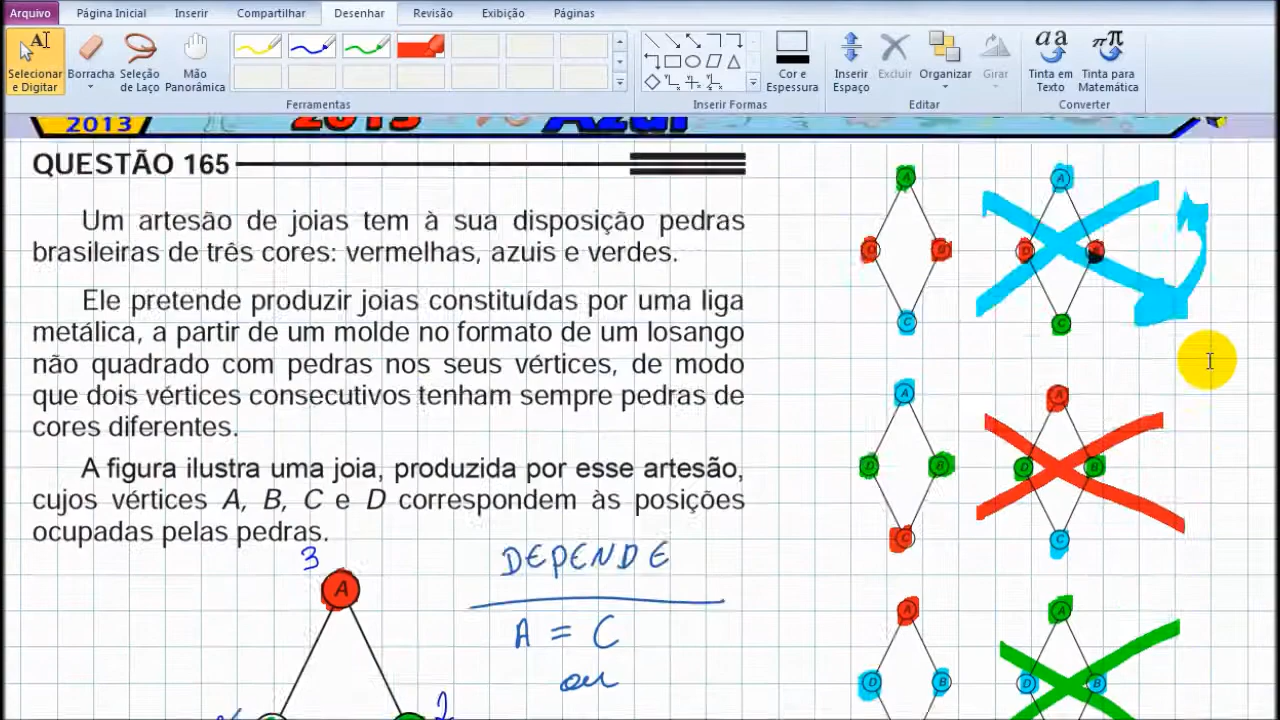 Arquivo Página Inicial Inserir Compartilhar Desenhar Revisão Exibição Páginas
Selecionar e Digitar
Borracha
Seleção de Laço
Mão Panorâmica
Ferramentas
Inserir Formas
Cor e Espessura
Inserir Espaço
Excluir
Organizar
Girar
Editar
Tinta em Texto
Tinta para Matemática
Converter
2013
2013 Azul
QUESTÃO 165
Um artesão de joias tem à sua disposição pedras
brasileiras de três cores: vermelhas, azuis e verdes.
Ele pretende produzir joias constituídas por uma liga
metálica, a partir de um molde no formato de um losango
não quadrado com pedras nos seus vértices, de modo
que dois vértices consecutivos tenham sempre pedras de
cores diferentes.
A figura ilustra uma joia, produzida por esse artesão,
cujos vértices A, B, C e D correspondem às posições
ocupadas pelas pedras.
3
A
2
DEPENDE
A = C
ou
A
D
B
C
A
D
C
A
D
B
C
A
D
B
C
A
D
B
A
D
B